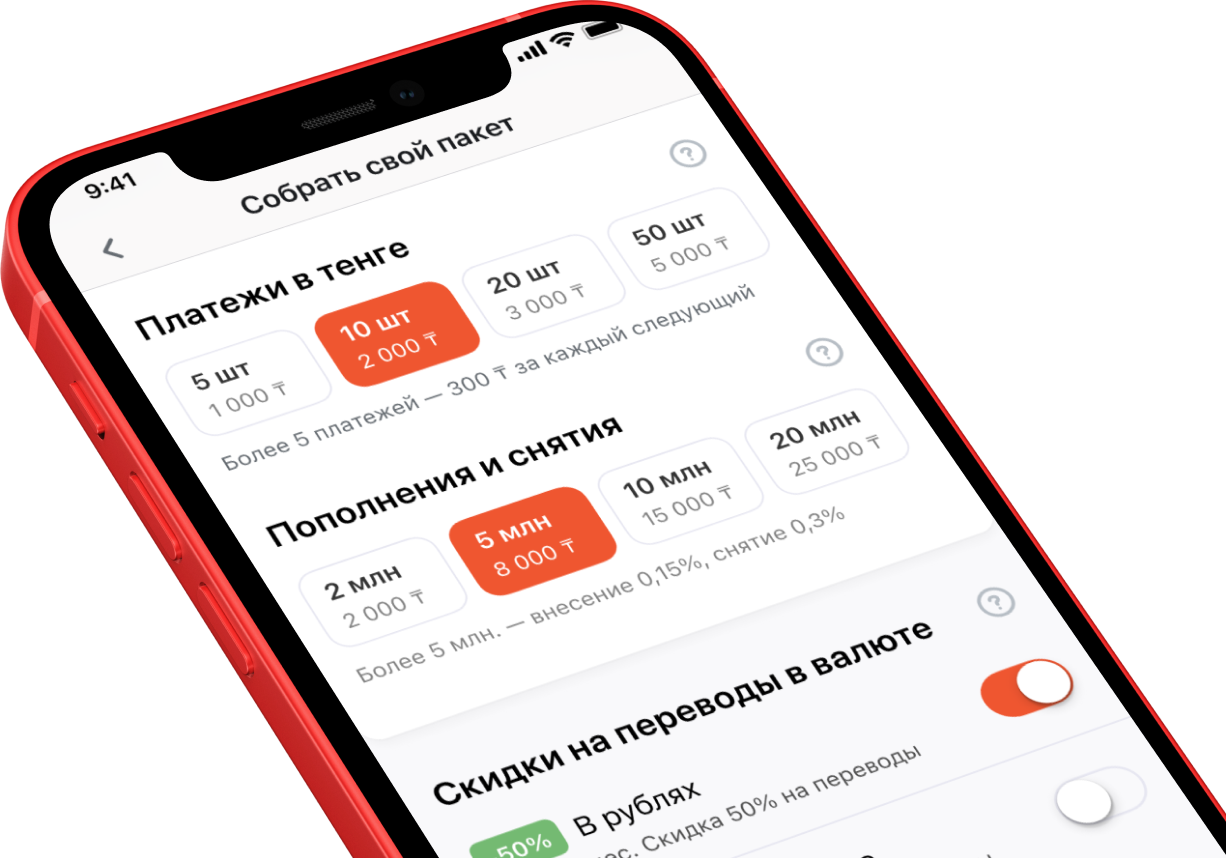 9:41
Собрать свой пакет
Платежи в тенге
5 шт
1 000 ₸
10 шт
2 000 ₸
20 шт
3 000 ₸
50 шт
5 000 ₸
Более 5 платежей — 300 ₸ за каждый следующий
Пополнения и снятия
2 млн
2 000 ₸
5 млн
8 000 ₸
10 млн
15 000 ₸
20 млн
25 000 ₸
Более 5 млн. — внесение 0,15%, снятие 0,3%
Скидки на переводы в валюте
50%
В рублях
Скидка 50% на переводы